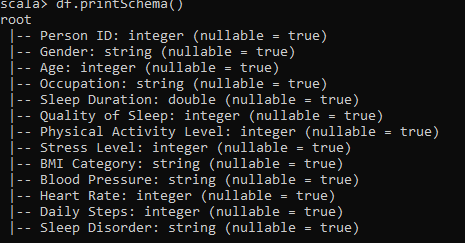 scala> df.printSchema()
root
 |-- Person ID: integer (nullable = true)
 |-- Gender: string (nullable = true)
 |-- Age: integer (nullable = true)
 |-- Occupation: string (nullable = true)
 |-- Sleep Duration: double (nullable = true)
 |-- Quality of Sleep: integer (nullable = true)
 |-- Physical Activity Level: integer (nullable = true)
 |-- Stress Level: integer (nullable = true)
 |-- BMI Category: string (nullable = true)
 |-- Blood Pressure: string (nullable = true)
 |-- Heart Rate: integer (nullable = true)
 |-- Daily Steps: integer (nullable = true)
 |-- Sleep Disorder: string (nullable = true)